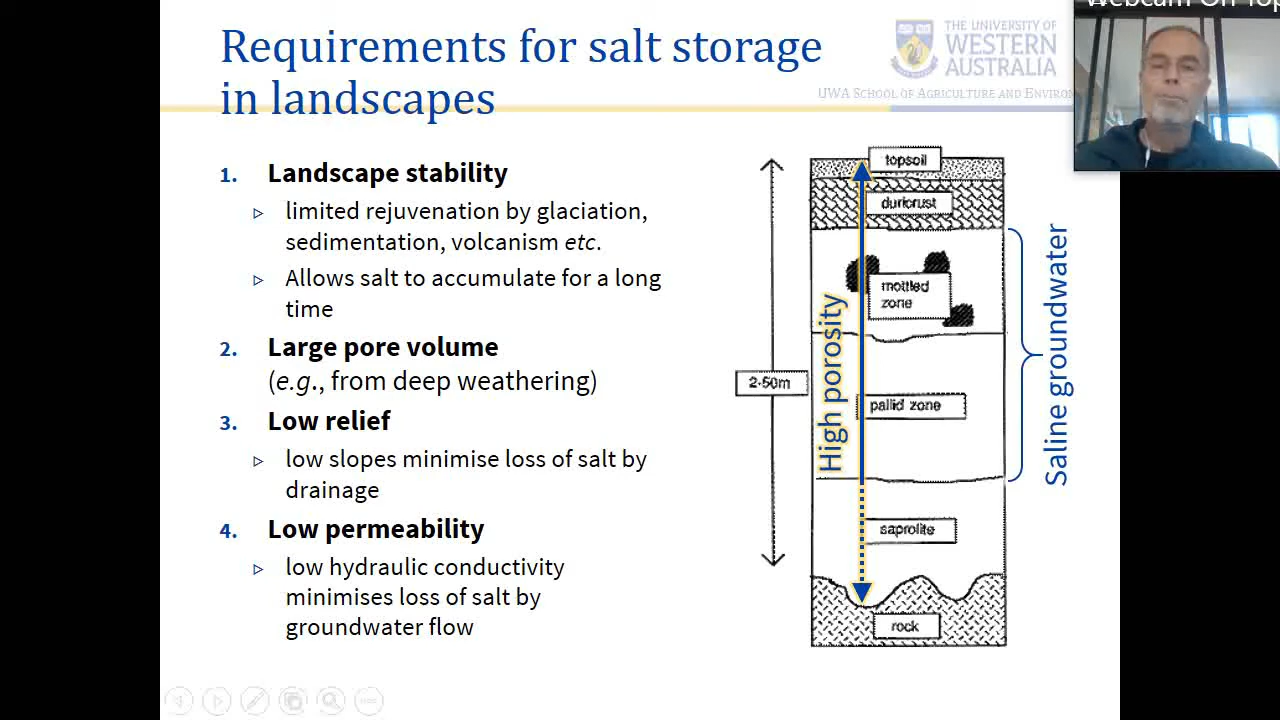 Requirements for salt storage
in landscapes
THE UNIVERSITY OF
WESTERN
AUSTRALIA
UWA SCHOOL OF AGRICULTURE AND ENVIRON
Webcam On Top
1. Landscape stability
▹ limited rejuvenation by glaciation,
sedimentation, volcanism etc.
▹ Allows salt to accumulate for a long
time
2. Large pore volume
(e.g., from deep weathering)
3. Low relief
▹ low slopes minimise loss of salt by
drainage
4. Low permeability
▹ low hydraulic conductivity
minimises loss of salt by
groundwater flow
topsoil
duricrust
mottled
zone
2-50m
High porosity
pallid zone
Saline groundwater
saprolite
rock